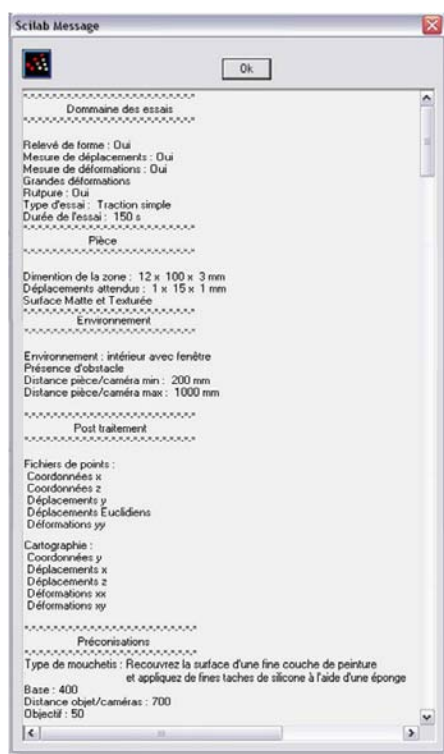 Scilab Message
Ok
Dommaine des essais
Relevé de forme : Oui
Mesure de déplacements : Oui
Mesure de déformations : Oui
Grandes déformations
Rutpure : Oui
Type d'essai : Traction simple
Durée de l'essai : 150 s
Pièce
Dimention de la zone : 12 x 100 x 3 mm
Déplacements attendus : 1 x 15 x 1 mm
Surface Matte et Texturée
Environnement
Environnement : intérieur avec fenêtre
Présence d'obstacle
Distance pièce/caméra min : 200 mm
Distance pièce/caméra max : 1000 mm
Post traitement
Fichiers de points :
Coordonnées x
Coordonnées z
Déplacements y
Déplacements Euclidiens
Déformations yy
Cartographie :
Coordonnées y
Déplacements x
Déplacements z
Déformations xx
Déformations xy
Préconisations
Type de mouchetis : Recouvrez la surface d'une fine couche de peinture
et appliquez de fines taches de silicone à l'aide d'une éponge
Base : 400
Distance objet/caméras : 700
Objectif : 50